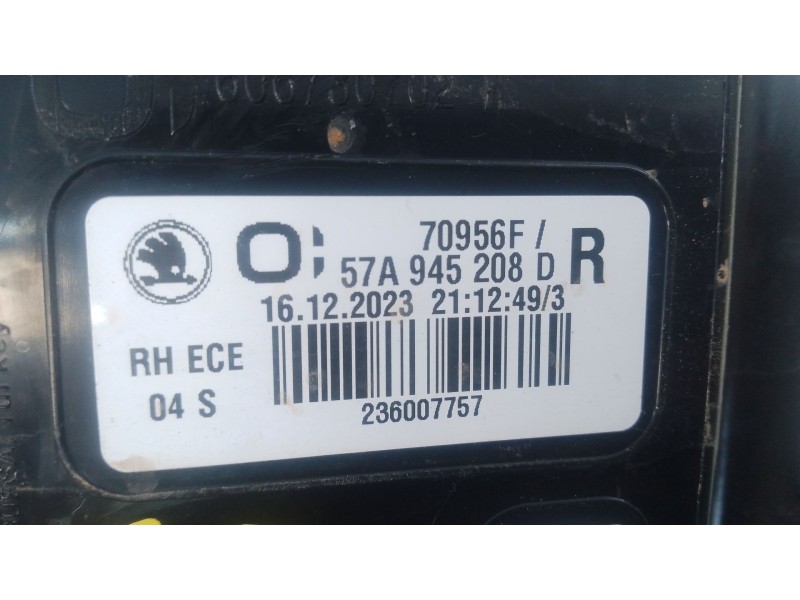 70956F /
57A 945 208 D R
16.12.2023 21:12:49/3
RH ECE
04 S
236007757